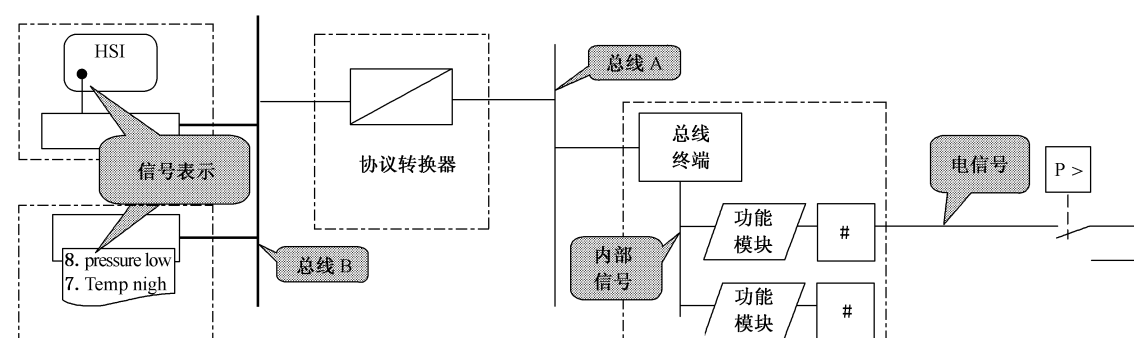 HSI
信号表示
8. pressure low
7. Temp nigh
总线 B
协议转换器
总线 A
总线
终端
内部
信号
功能
模块
#
功能
模块
#
电信号
P >